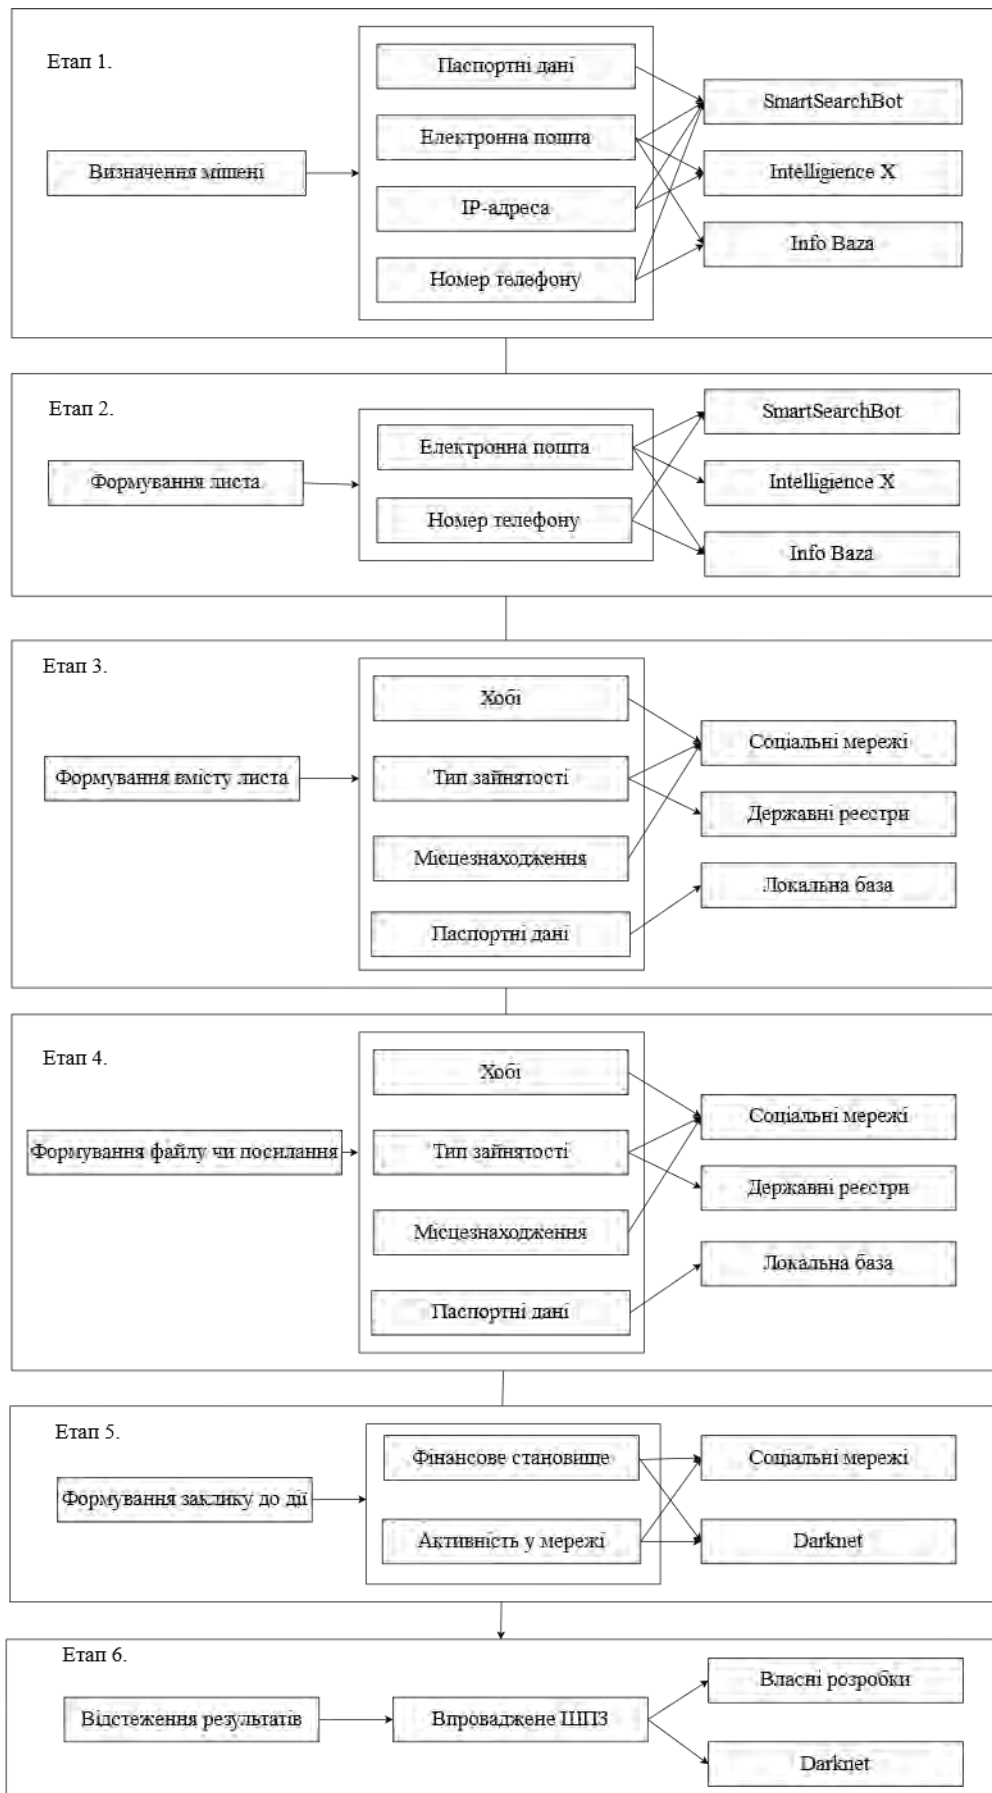 Етап 1.
Визначення мішені
Паспортні дані
Електронна пошта
IP-адреса
Номер телефону
SmartSearchBot
Intelligience X
Info Baza
Етап 2.
Формування листа
Електронна пошта
Номер телефону
SmartSearchBot
Intelligience X
Info Baza
Етап 3.
Формування вмісту листа
Хобі
Тип зайнятості
Місцезнаходження
Паспортні дані
Соціальні мережі
Державні реєстри
Локальна база
Етап 4.
Формування файлу чи посилання
Хобі
Тип зайнятості
Місцезнаходження
Паспортні дані
Соціальні мережі
Державні реєстри
Локальна база
Етап 5.
Формування заклику до дії
Фінансове становище
Активність у мережі
Соціальні мережі
Darknet
Етап 6.
Відстеження результатів
Впроваджене ШПЗ
Власні розробки
Darknet